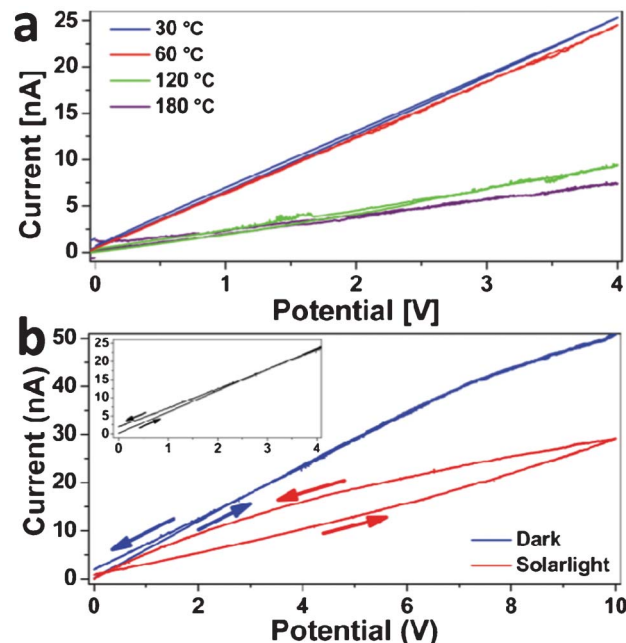 a
30 °C
60 °C
120 °C
180 °C
Current [nA]
25
20
15
10
5
0
0 1 2 3 4
Potential [V]
b
Current (nA)
50
40
30
20
10
0
25
20
15
10
5
0
0 1 2 3 4
Dark
Solarlight
0 2 4 6 8 10
Potential (V)